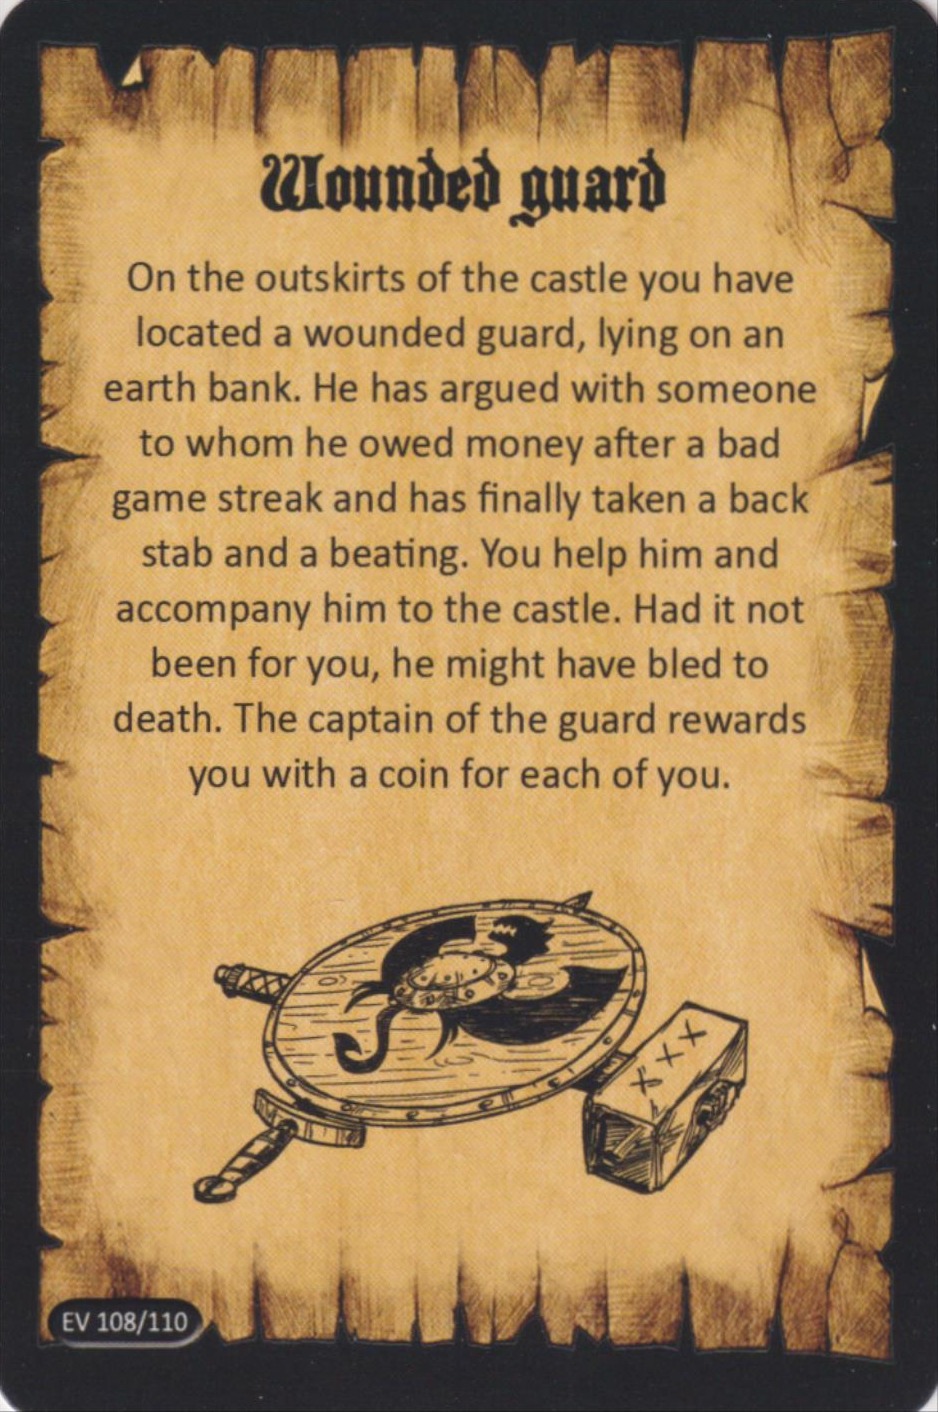 Wounded guard
On the outskirts of the castle you have
located a wounded guard, lying on an
earth bank. He has argued with someone
to whom he owed money after a bad
game streak and has finally taken a back
stab and a beating. You help him and
accompany him to the castle. Had it not
been for you, he might have bled to
death. The captain of the guard rewards
you with a coin for each of you.
XXX
EV 108/110